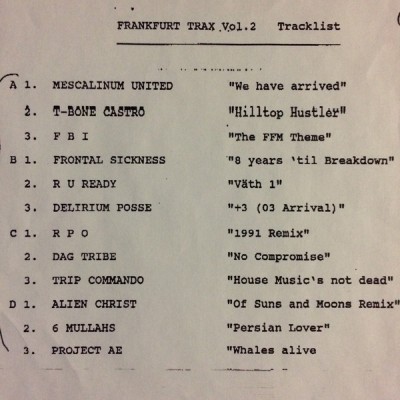 FRANKFURT TRAX Vol.2 Tracklist
A 1. MESCALINUM UNITED "We have arrived"
2. T-BONE CASTRO "Hilltop Hustler"
3. F B I "The FFM Theme"
B 1. FRONTAL SICKNESS "8 years 'til Breakdown"
2. R U READY "Väth 1"
3. DELIRIUM POSSE "+3 (03 Arrival)"
C 1. R P O "1991 Remix"
2. DAG TRIBE "No Compromise"
3. TRIP COMMANDO "House Music's not dead"
D 1. ALIEN CHRIST "Of Suns and Moons Remix"
2. 6 MULLAHS "Persian Lover"
3. PROJECT AE "Whales alive